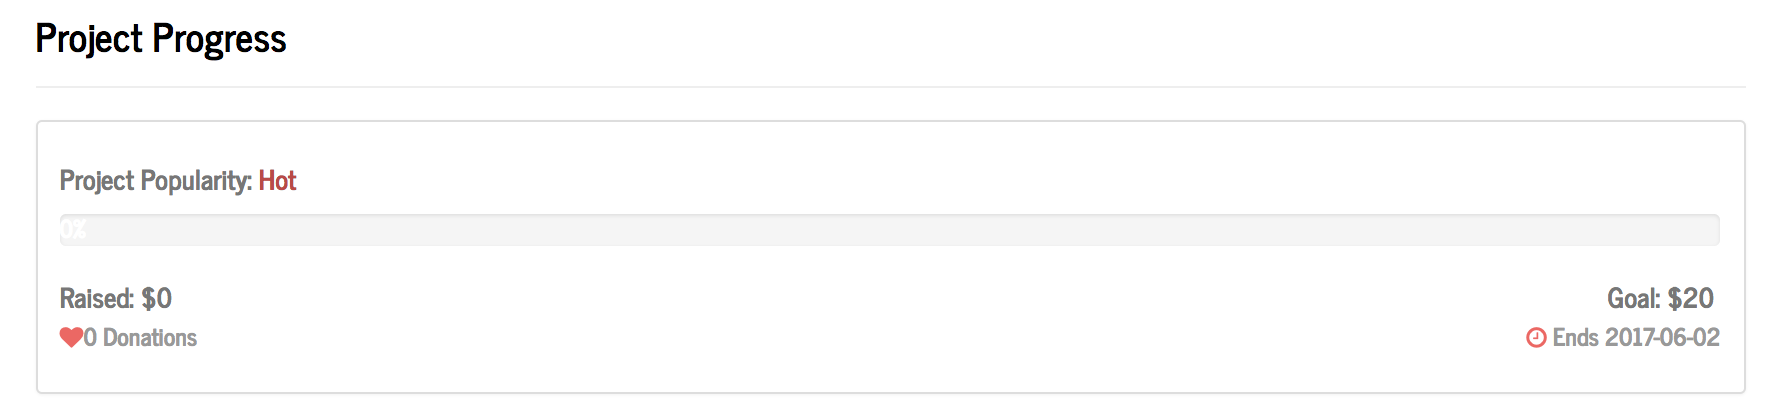 Project Progress
Project Popularity: Hot
0%
Raised: $0
Goal: $20
0 Donations
Ends 2017-06-02